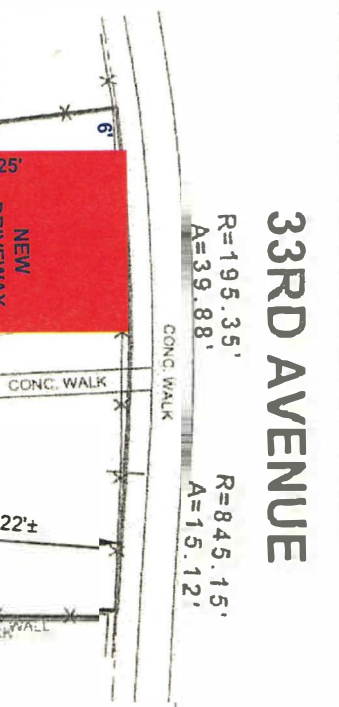 33RD AVENUE
R=195.35'
A=39.88'
R=845.15'
A=15.12'
CONC. WALK
6'
25'
NEW
DRIVEWAY
CONC. WALK
22'±
WALL